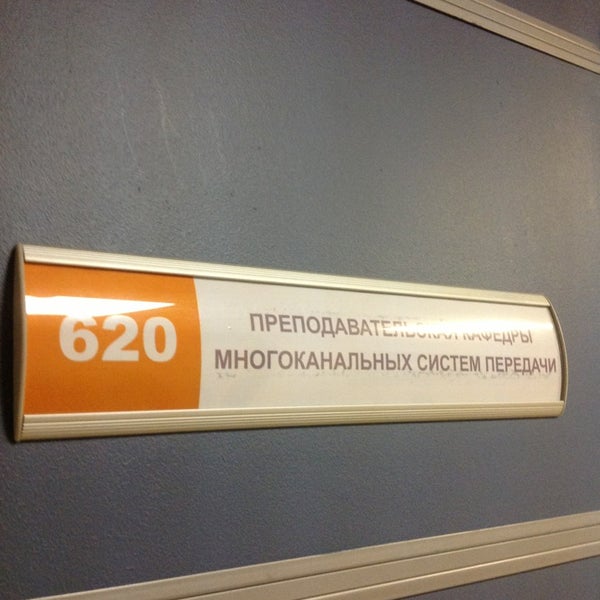 620
ПРЕПОДАВАТЕЛЬСКАЯ КАФЕДРЫ
МНОГОКАНАЛЬНЫХ СИСТЕМ ПЕРЕДАЧИ